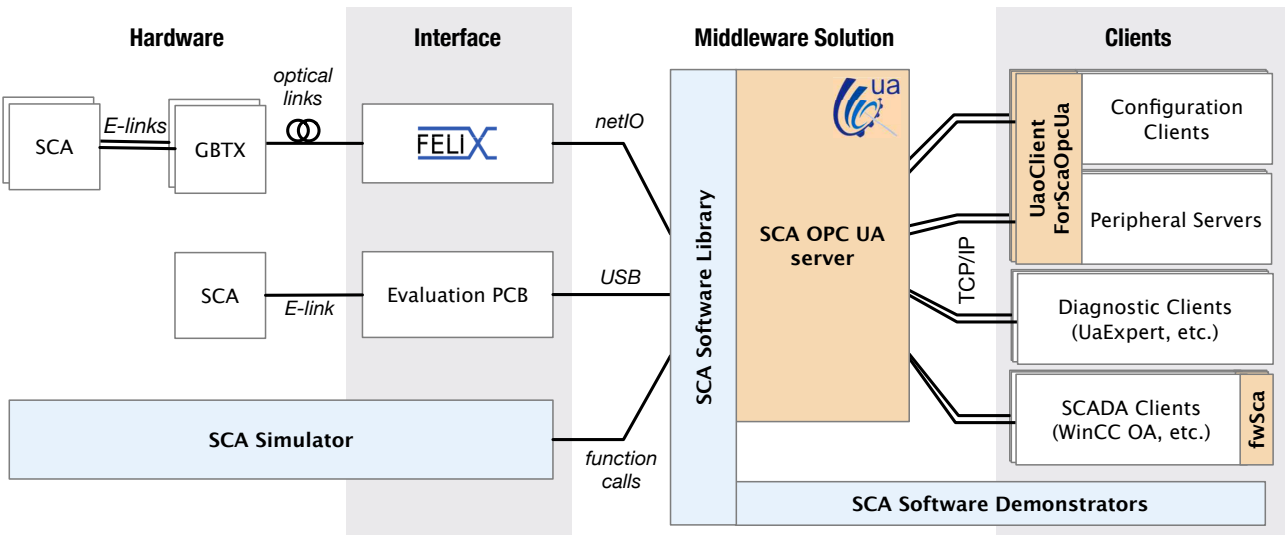 Hardware
Interface
Middleware Solution
Clients
SCA
E-links
GBTX
optical
links
FELIX
netIO
SCA
E-link
Evaluation PCB
USB
SCA Simulator
function
calls
SCA Software Library
ua
SCA OPC UA
server
TCP/IP
UaoClient
ForScaOpcUa
Configuration
Clients
Peripheral Servers
Diagnostic Clients
(UaExpert, etc.)
SCADA Clients
(WinCC OA, etc.)
fwSca
SCA Software Demonstrators